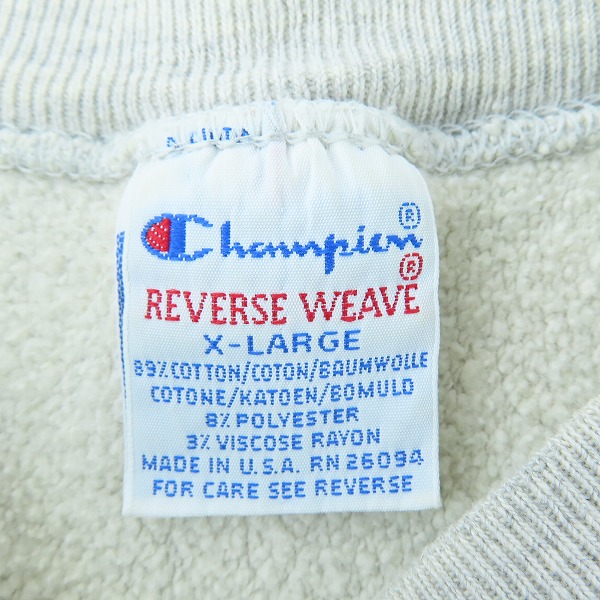 Champion®
REVERSE WEAVE®
X-LARGE
89% COTTON/COTON/BAUMWOLLE
COTONE/KATOEN/BOMULD
8% POLYESTER
3% VISCOSE RAYON
MADE IN U.S.A. RN 26094
FOR CARE SEE REVERSE